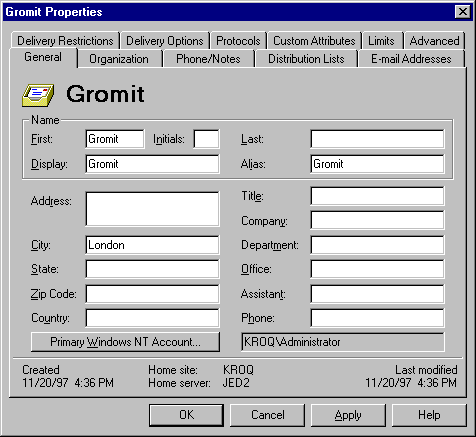 Gromit Properties
Delivery Restrictions Delivery Options Protocols Custom Attributes Limits Advanced
General Organization Phone/Notes Distribution Lists E-mail Addresses
Gromit
Name
First: Gromit Initials: Last:
Display: Gromit Alias: Gromit
Address: Title:
Company:
City: London Department:
State: Office:
Zip Code: Assistant:
Country: Phone:
Primary Windows NT Account... KROQ\Administrator
Created Home site: KROQ Last modified
11/20/97 4:36 PM Home server: JED2 11/20/97 4:36 PM
OK Cancel Apply Help